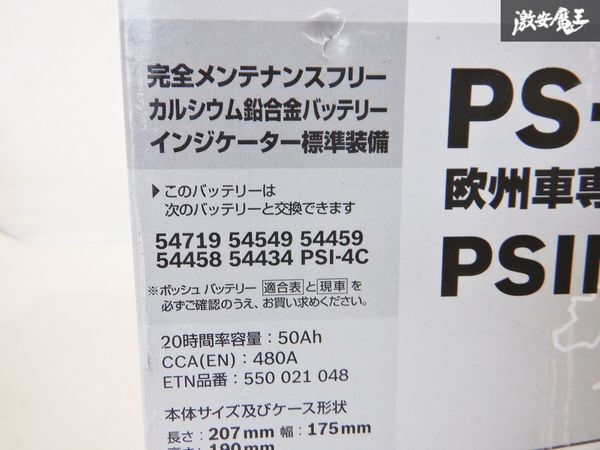 激安魔王
完全メンテナンスフリー
カルシウム鉛合金バッテリー
インジケーター標準装備
▶このバッテリーは
次のバッテリーと交換できます
54719 54549 54459
54458 54434 PSI-4C
※ボッシュ バッテリー 適合表 と 現車 を
必ずご確認のうえ、お買い求めください。
20時間率容量：50Ah
CCA(EN)：480A
ETN品番：550 021 048
本体サイズ及びケース形状
長さ：207mm 幅：175mm
高さ：190mm
PS-
欧州車専
PSIN